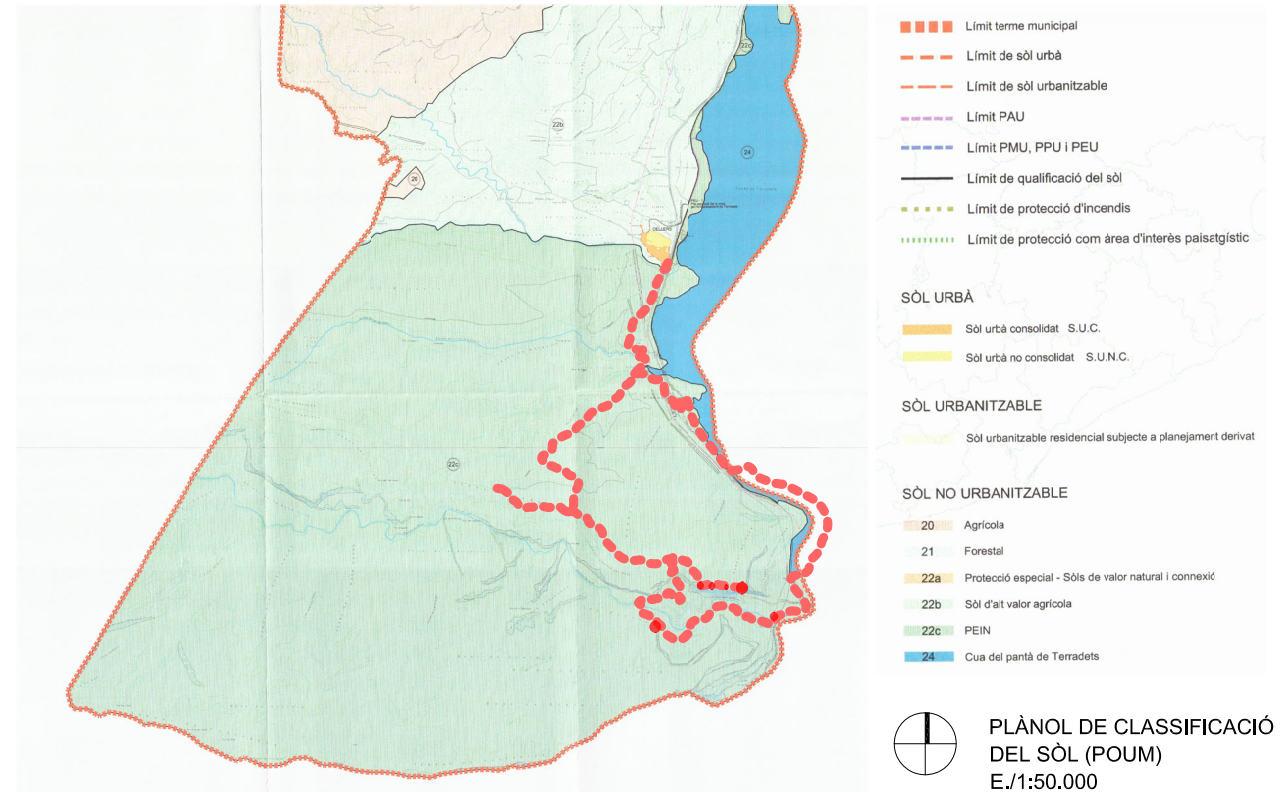 Límit terme municipal
Límit de sòl urbà
Límit de sòl urbanitzable
Límit PAU
Límit PMU, PPU i PEU
Límit de qualificació del sòl
Límit de protecció d'incendis
Límit de protecció com àrea d'interès paisatgístic
SÒL URBÀ
Sòl urbà consolidat S.U.C.
Sòl urbà no consolidat S.U.N.C.
SÒL URBANITZABLE
Sòl urbanitzable residencial subjecte a planejament derivat
SÒL NO URBANITZABLE
20 Agrícola
21 Forestal
22a Protecció especial - Sòls de valor natural i connexió
22b Sòl d'alt valor agrícola
22c PEIN
24 Cua del pantà de Terradets
PLÀNOL DE CLASSIFICACIÓ
DEL SÒL (POUM)
E./1:50.000
22c
22b
24
20
CELLERS
22c